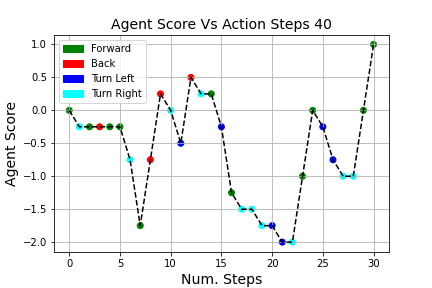 Agent Score Vs Action Steps 40
Forward
Back
Turn Left
Turn Right
1.0
0.5
0.0
−0.5
−1.0
−1.5
−2.0
Agent Score
0 5 10 15 20 25 30
Num. Steps